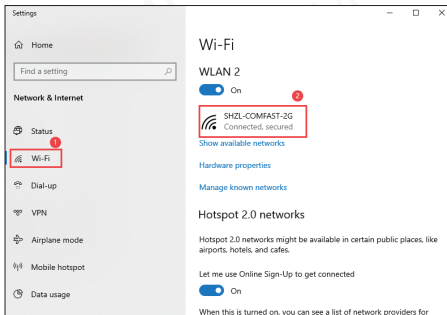 Settings
Home
Find a setting
Network & Internet
Status
1
Wi-Fi
Dial-up
VPN
Airplane mode
Mobile hotspot
Data usage
Wi-Fi
WLAN 2
On
2
SHZL-COMFAST-2G
Connected, secured
Show available networks
Hardware properties
Manage known networks
Hotspot 2.0 networks
Hotspot 2.0 networks might be available in certain public places, like
airports, hotels, and cafes.
Let me use Online Sign-Up to get connected
On
When this is turned on, you can see a list of network providers for